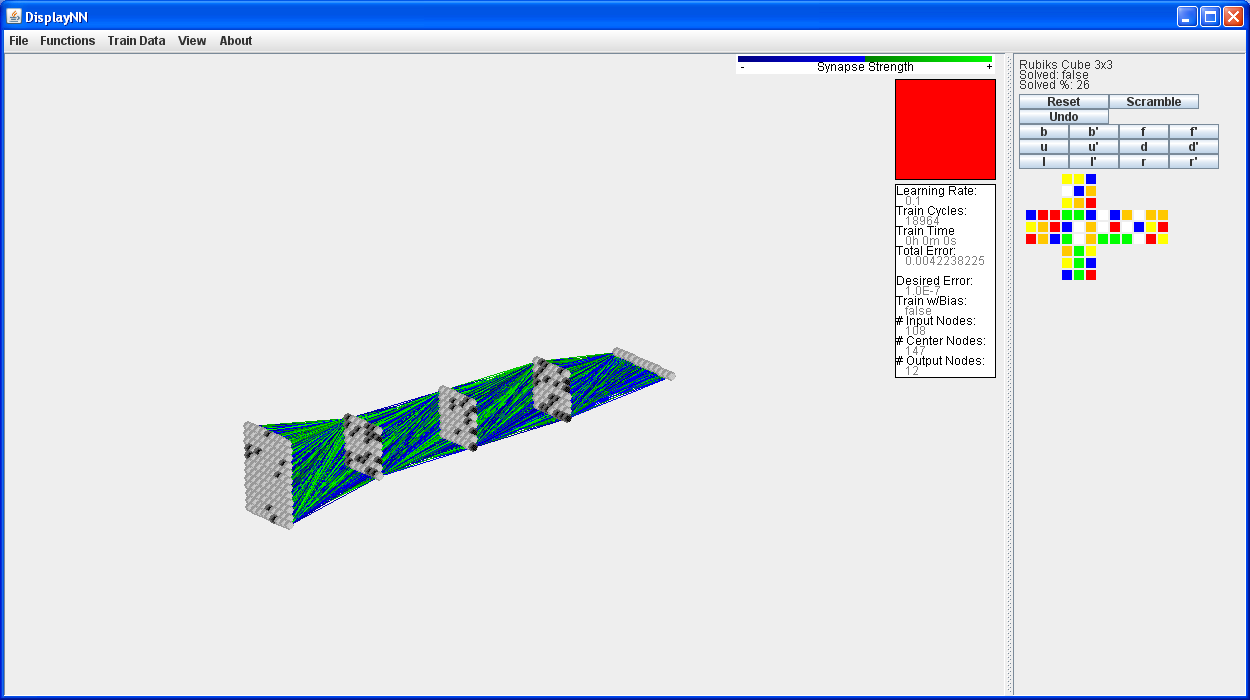 DisplayNN
File Functions Train Data View About
- Synapse Strength +
Learning Rate:
0.1
Train Cycles:
18964
Train Time
0h 0m 0s
Total Error:
0.0042238225
Desired Error:
1.0E-7
Train w/Bias:
false
# Input Nodes:
108
# Center Nodes:
147
# Output Nodes:
12
Rubiks Cube 3x3
Solved: false
Solved %: 26
Reset Scramble
Undo
b b' f f'
u u' d d'
l l' r r'